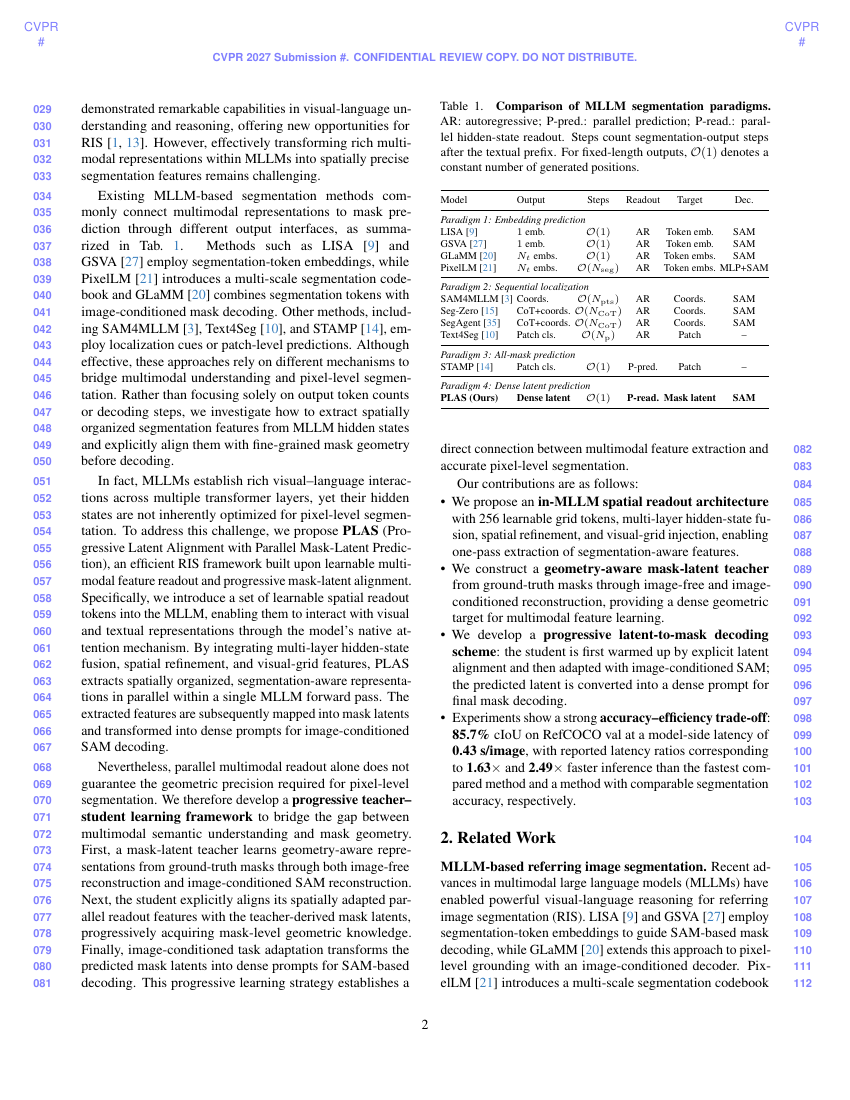 CVPR
#
CVPR
#
CVPR 2027 Submission #. CONFIDENTIAL REVIEW COPY. DO NOT DISTRIBUTE.
029 demonstrated remarkable capabilities in visual-language un-
030 derstanding and reasoning, offering new opportunities for
031 RIS [1, 13]. However, effectively transforming rich multi-
032 modal representations within MLLMs into spatially precise
033 segmentation features remains challenging.
034 Existing MLLM-based segmentation methods com-
035 monly connect multimodal representations to mask pre-
036 diction through different output interfaces, as summa-
037 rized in Tab. 1. Methods such as LISA [9] and
038 GSVA [27] employ segmentation-token embeddings, while
039 PixelLM [21] introduces a multi-scale segmentation code-
040 book and GLaMM [20] combines segmentation tokens with
041 image-conditioned mask decoding. Other methods, includ-
042 ing SAM4MLLM [3], Text4Seg [10], and STAMP [14], em-
043 ploy localization cues or patch-level predictions. Although
044 effective, these approaches rely on different mechanisms to
045 bridge multimodal understanding and pixel-level segmen-
046 tation. Rather than focusing solely on output token counts
047 or decoding steps, we investigate how to extract spatially
048 organized segmentation features from MLLM hidden states
049 and explicitly align them with fine-grained mask geometry
050 before decoding.
051 In fact, MLLMs establish rich visual–language interac-
052 tions across multiple transformer layers, yet their hidden
053 states are not inherently optimized for pixel-level segmen-
054 tation. To address this challenge, we propose PLAS (Pro-
055 gressive Latent Alignment with Parallel Mask-Latent Predic-
056 tion), an efficient RIS framework built upon learnable multi-
057 modal feature readout and progressive mask-latent alignment.
058 Specifically, we introduce a set of learnable spatial readout
059 tokens into the MLLM, enabling them to interact with visual
060 and textual representations through the model's native at-
061 tention mechanism. By integrating multi-layer hidden-state
062 fusion, spatial refinement, and visual-grid features, PLAS
063 extracts spatially organized, segmentation-aware representa-
064 tions in parallel within a single MLLM forward pass. The
065 extracted features are subsequently mapped into mask latents
066 and transformed into dense prompts for image-conditioned
067 SAM decoding.
068 Nevertheless, parallel multimodal readout alone does not
069 guarantee the geometric precision required for pixel-level
070 segmentation. We therefore develop a progressive teacher–
071 student learning framework to bridge the gap between
072 multimodal semantic understanding and mask geometry.
073 First, a mask-latent teacher learns geometry-aware repre-
074 sentations from ground-truth masks through both image-free
075 reconstruction and image-conditioned SAM reconstruction.
076 Next, the student explicitly aligns its spatially adapted par-
077 allel readout features with the teacher-derived mask latents,
078 progressively acquiring mask-level geometric knowledge.
079 Finally, image-conditioned task adaptation transforms the
080 predicted mask latents into dense prompts for SAM-based
081 decoding. This progressive learning strategy establishes a
Table 1. Comparison of MLLM segmentation paradigms.
AR: autoregressive; P-pred.: parallel prediction; P-read.: paral-
lel hidden-state readout. Steps count segmentation-output steps
after the textual prefix. For fixed-length outputs, O(1) denotes a
constant number of generated positions.
Model Output Steps Readout Target Dec.
Paradigm 1: Embedding prediction
LISA [9] 1 emb. O(1) AR Token emb. SAM
GSVA [27] 1 emb. O(1) AR Token emb. SAM
GLaMM [20] Nt embs. O(1) AR Token embs. SAM
PixelLM [21] Nt embs. O(Nseg) AR Token embs. MLP+SAM
Paradigm 2: Sequential localization
SAM4MLLM [3] Coords. O(Npts) AR Coords. SAM
Seg-Zero [15] CoT+coords. O(NCoT) AR Coords. SAM
SegAgent [35] CoT+coords. O(NCoT) AR Coords. SAM
Text4Seg [10] Patch cls. O(Np) AR Patch –
Paradigm 3: All-mask prediction
STAMP [14] Patch cls. O(1) P-pred. Patch –
Paradigm 4: Dense latent prediction
PLAS (Ours) Dense latent O(1) P-read. Mask latent SAM
direct connection between multimodal feature extraction and 082
accurate pixel-level segmentation. 083
Our contributions are as follows: 084
• We propose an in-MLLM spatial readout architecture 085
with 256 learnable grid tokens, multi-layer hidden-state fu- 086
sion, spatial refinement, and visual-grid injection, enabling 087
one-pass extraction of segmentation-aware features. 088
• We construct a geometry-aware mask-latent teacher 089
from ground-truth masks through image-free and image- 090
conditioned reconstruction, providing a dense geometric 091
target for multimodal feature learning. 092
• We develop a progressive latent-to-mask decoding 093
scheme: the student is first warmed up by explicit latent 094
alignment and then adapted with image-conditioned SAM; 095
the predicted latent is converted into a dense prompt for 096
final mask decoding. 097
• Experiments show a strong accuracy–efficiency trade-off: 098
85.7% cIoU on RefCOCO val at a model-side latency of 099
0.43 s/image, with reported latency ratios corresponding 100
to 1.63× and 2.49× faster inference than the fastest com- 101
pared method and a method with comparable segmentation 102
accuracy, respectively. 103
2. Related Work 104
MLLM-based referring image segmentation. Recent ad- 105
vances in multimodal large language models (MLLMs) have 106
enabled powerful visual-language reasoning for referring 107
image segmentation (RIS). LISA [9] and GSVA [27] employ 108
segmentation-token embeddings to guide SAM-based mask 109
decoding, while GLaMM [20] extends this approach to pixel- 110
level grounding with an image-conditioned decoder. Pix- 111
elLM [21] introduces a multi-scale segmentation codebook 112
2